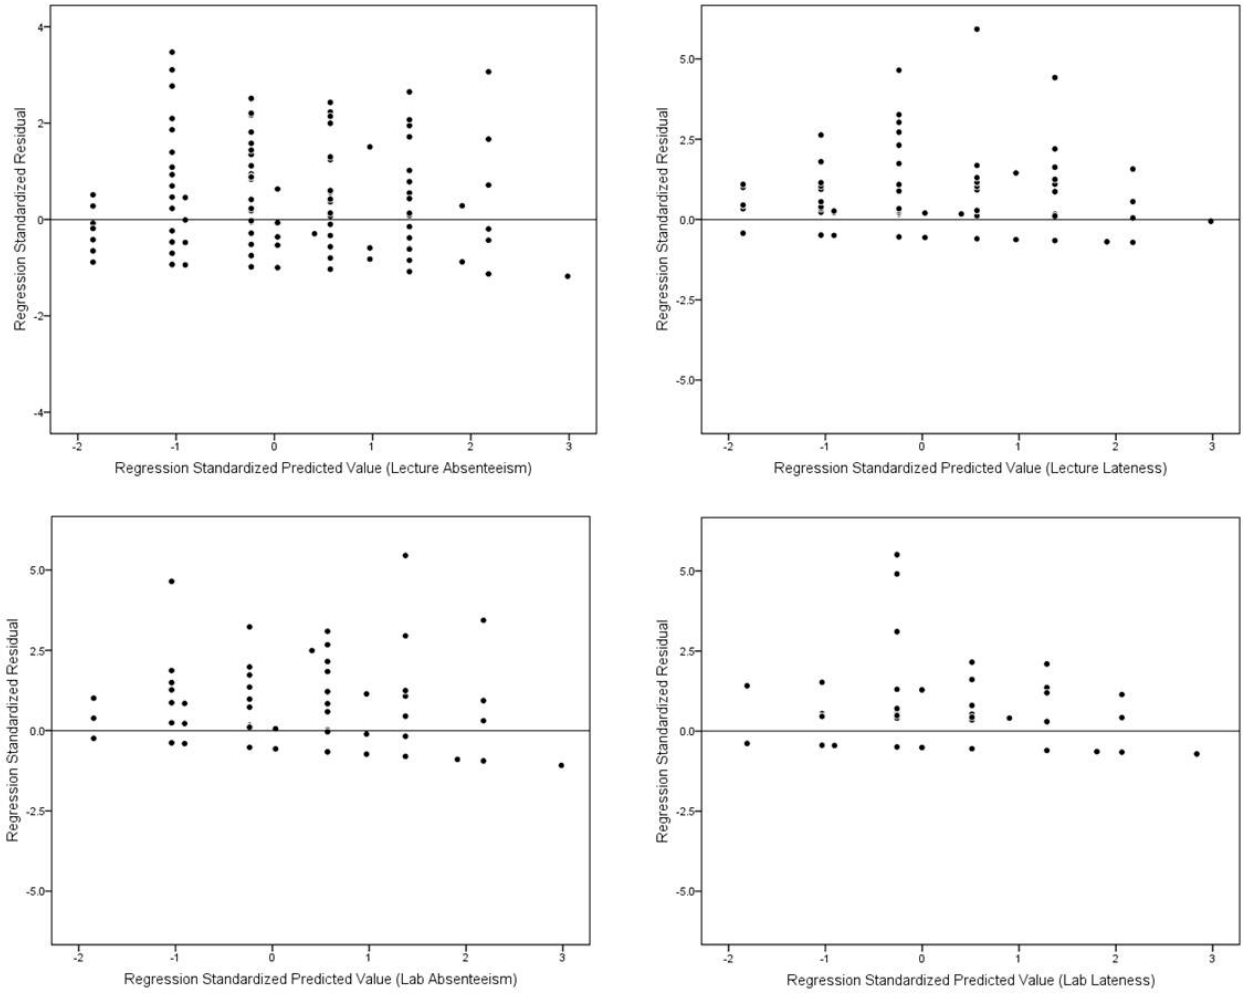 4
2
0
-2
-4
Regression Standardized Residual
-2 -1 0 1 2 3
Regression Standardized Predicted Value (Lecture Absenteeism)
5.0
2.5
0.0
-2.5
-5.0
Regression Standardized Residual
-2 -1 0 1 2 3
Regression Standardized Predicted Value (Lecture Lateness)
5.0
2.5
0.0
-2.5
-5.0
Regression Standardized Residual
-2 -1 0 1 2 3
Regression Standardized Predicted Value (Lab Absenteeism)
5.0
2.5
0.0
-2.5
-5.0
Regression Standardized Residual
-2 -1 0 1 2 3
Regression Standardized Predicted Value (Lab Lateness)